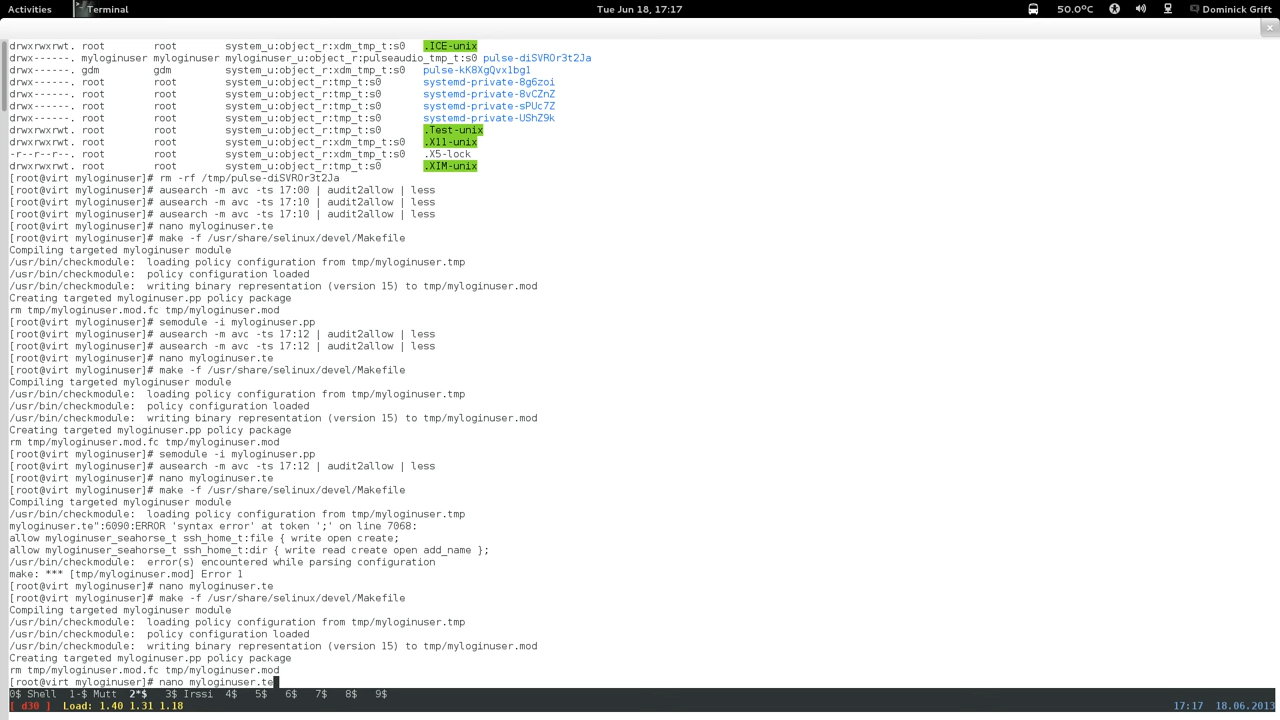 Activities Terminal Tue Jun 18, 17:17 50.0°C Dominick Grift
drwxrwxrwt. root root system_u:object_r:xdm_tmp_t:s0 .ICE-unix
drwx------. myloginuser myloginuser myloginuser_u:object_r:pulseaudio_tmp_t:s0 pulse-diSVROr3t2Ja
drwx------. gdm gdm system_u:object_r:xdm_tmp_t:s0 pulse-kK8XgQvx1bgl
drwx------. root root system_u:object_r:tmp_t:s0 systemd-private-8g6zoi
drwx------. root root system_u:object_r:tmp_t:s0 systemd-private-8vCZnZ
drwx------. root root system_u:object_r:tmp_t:s0 systemd-private-sPUc7Z
drwx------. root root system_u:object_r:tmp_t:s0 systemd-private-UShZ9k
drwxrwxrwt. root root system_u:object_r:tmp_t:s0 .Test-unix
drwxrwxrwt. root root system_u:object_r:xdm_tmp_t:s0 .X11-unix
-r--r--r--. root root system_u:object_r:xdm_tmp_t:s0 .X5-lock
drwxrwxrwt. root root system_u:object_r:tmp_t:s0 .XIM-unix
[root@virt myloginuser]# rm -rf /tmp/pulse-diSVROr3t2Ja
[root@virt myloginuser]# ausearch -m avc -ts 17:00 | audit2allow | less
[root@virt myloginuser]# ausearch -m avc -ts 17:10 | audit2allow | less
[root@virt myloginuser]# ausearch -m avc -ts 17:10 | audit2allow | less
[root@virt myloginuser]# nano myloginuser.te
[root@virt myloginuser]# make -f /usr/share/selinux/devel/Makefile
Compiling targeted myloginuser module
/usr/bin/checkmodule: loading policy configuration from tmp/myloginuser.tmp
/usr/bin/checkmodule: policy configuration loaded
/usr/bin/checkmodule: writing binary representation (version 15) to tmp/myloginuser.mod
Creating targeted myloginuser.pp policy package
rm tmp/myloginuser.mod.fc tmp/myloginuser.mod
[root@virt myloginuser]# semodule -i myloginuser.pp
[root@virt myloginuser]# ausearch -m avc -ts 17:12 | audit2allow | less
[root@virt myloginuser]# ausearch -m avc -ts 17:12 | audit2allow | less
[root@virt myloginuser]# nano myloginuser.te
[root@virt myloginuser]# make -f /usr/share/selinux/devel/Makefile
Compiling targeted myloginuser module
/usr/bin/checkmodule: loading policy configuration from tmp/myloginuser.tmp
/usr/bin/checkmodule: policy configuration loaded
/usr/bin/checkmodule: writing binary representation (version 15) to tmp/myloginuser.mod
Creating targeted myloginuser.pp policy package
rm tmp/myloginuser.mod.fc tmp/myloginuser.mod
[root@virt myloginuser]# semodule -i myloginuser.pp
[root@virt myloginuser]# ausearch -m avc -ts 17:12 | audit2allow | less
[root@virt myloginuser]# nano myloginuser.te
[root@virt myloginuser]# make -f /usr/share/selinux/devel/Makefile
Compiling targeted myloginuser module
/usr/bin/checkmodule: loading policy configuration from tmp/myloginuser.tmp
myloginuser.te":6090:ERROR 'syntax error' at token ';' on line 7068:
allow myloginuser_seahorse_t ssh_home_t:file { write open create;
allow myloginuser_seahorse_t ssh_home_t:dir { write read create open add_name };
/usr/bin/checkmodule: error(s) encountered while parsing configuration
make: *** [tmp/myloginuser.mod] Error 1
[root@virt myloginuser]# nano myloginuser.te
[root@virt myloginuser]# make -f /usr/share/selinux/devel/Makefile
Compiling targeted myloginuser module
/usr/bin/checkmodule: loading policy configuration from tmp/myloginuser.tmp
/usr/bin/checkmodule: policy configuration loaded
/usr/bin/checkmodule: writing binary representation (version 15) to tmp/myloginuser.mod
Creating targeted myloginuser.pp policy package
rm tmp/myloginuser.mod.fc tmp/myloginuser.mod
[root@virt myloginuser]# nano myloginuser.te
0$ Shell 1-$ Mutt 2*$ 3$ Irssi 4$ 5$ 6$ 7$ 8$ 9$
[ d30 ] Load: 1.40 1.31 1.18 17:17 18.06.2013